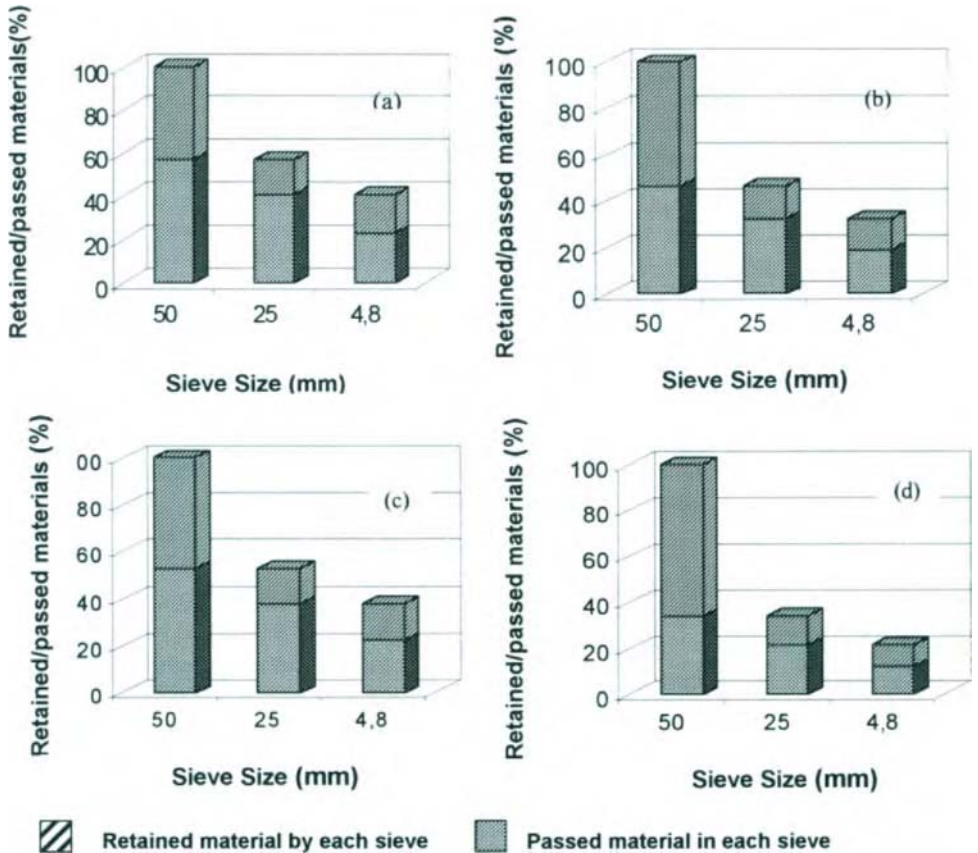 Retained/passed materials(%)
100
80
60
40
20
0
(a)
50 25 4,8
Sieve Size (mm)
Retained/passed materials (%)
100
80
60
40
20
0
(b)
50 25 4,8
Sieve Size (mm)
Retained/passed materials (%)
00
80
60
40
20
0
(c)
50 25 4,8
Sieve Size (mm)
Retained/passed materials (%)
100
80
60
40
20
0
(d)
50 25 4,8
Sieve Size (mm)
Retained material by each sieve Passed material in each sieve